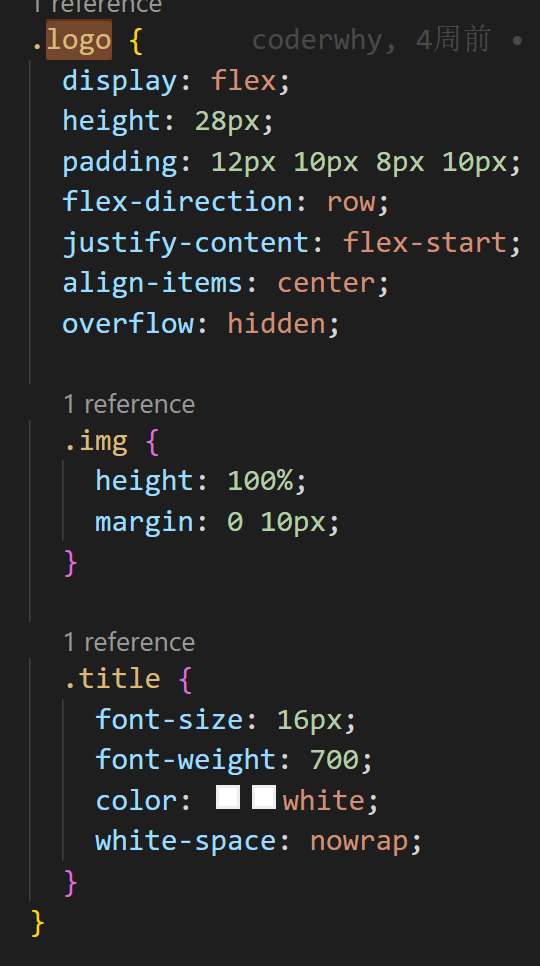 1 reference
.logo {    coderwhy, 4周前 •
display: flex;
height: 28px;
padding: 12px 10px 8px 10px;
flex-direction: row;
justify-content: flex-start;
align-items: center;
overflow: hidden;
1 reference
.img {
height: 100%;
margin: 0 10px;
}
1 reference
.title {
font-size: 16px;
font-weight: 700;
color: white;
white-space: nowrap;
}
}